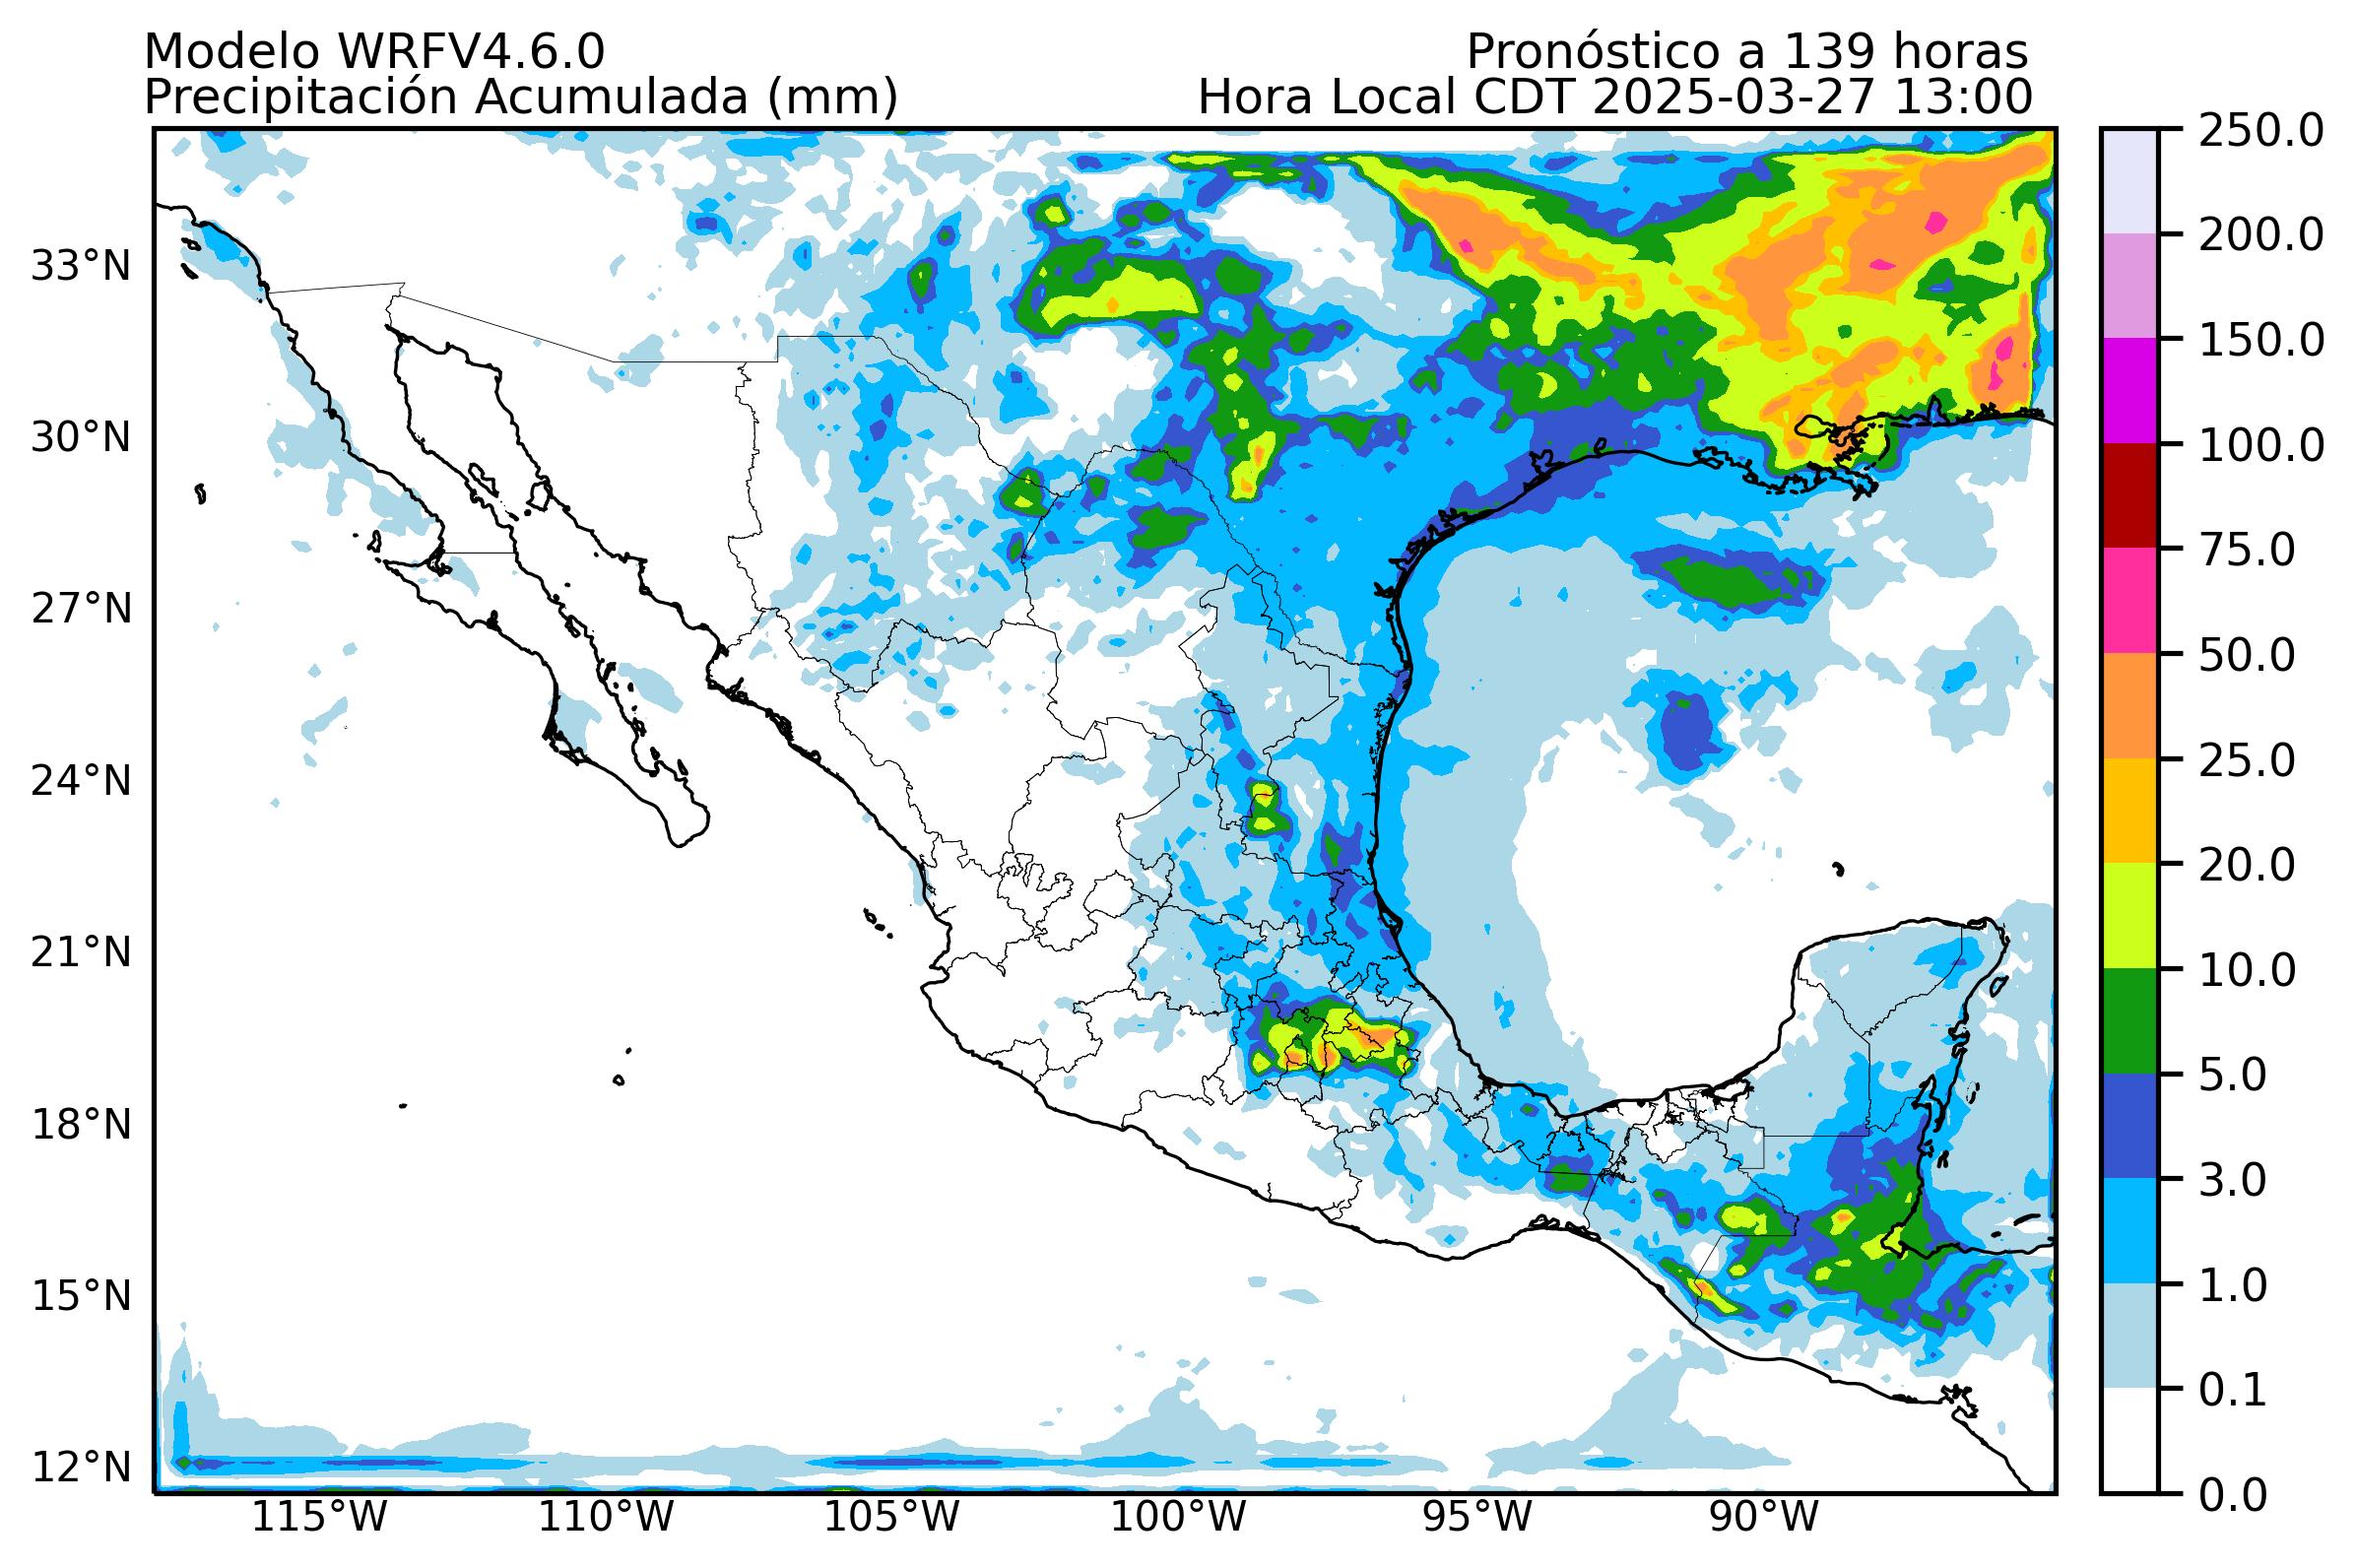 Modelo WRFV4.6.0
Pronóstico a 139 horas
Precipitación Acumulada (mm)
Hora Local CDT 2025-03-27 13:00
33°N
30°N
27°N
24°N
21°N
18°N
15°N
12°N
115°W
110°W
105°W
100°W
95°W
90°W
250.0
200.0
150.0
100.0
75.0
50.0
25.0
20.0
10.0
5.0
3.0
1.0
0.1
0.0